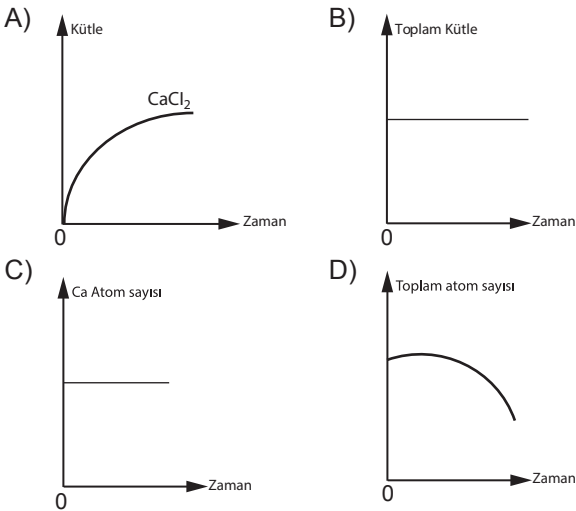 A)
Kütle
CaCl₂
Zaman
0
B)
Toplam Kütle
Zaman
0
C)
Ca Atom sayısı
Zaman
0
D)
Toplam atom sayısı
Zaman
0